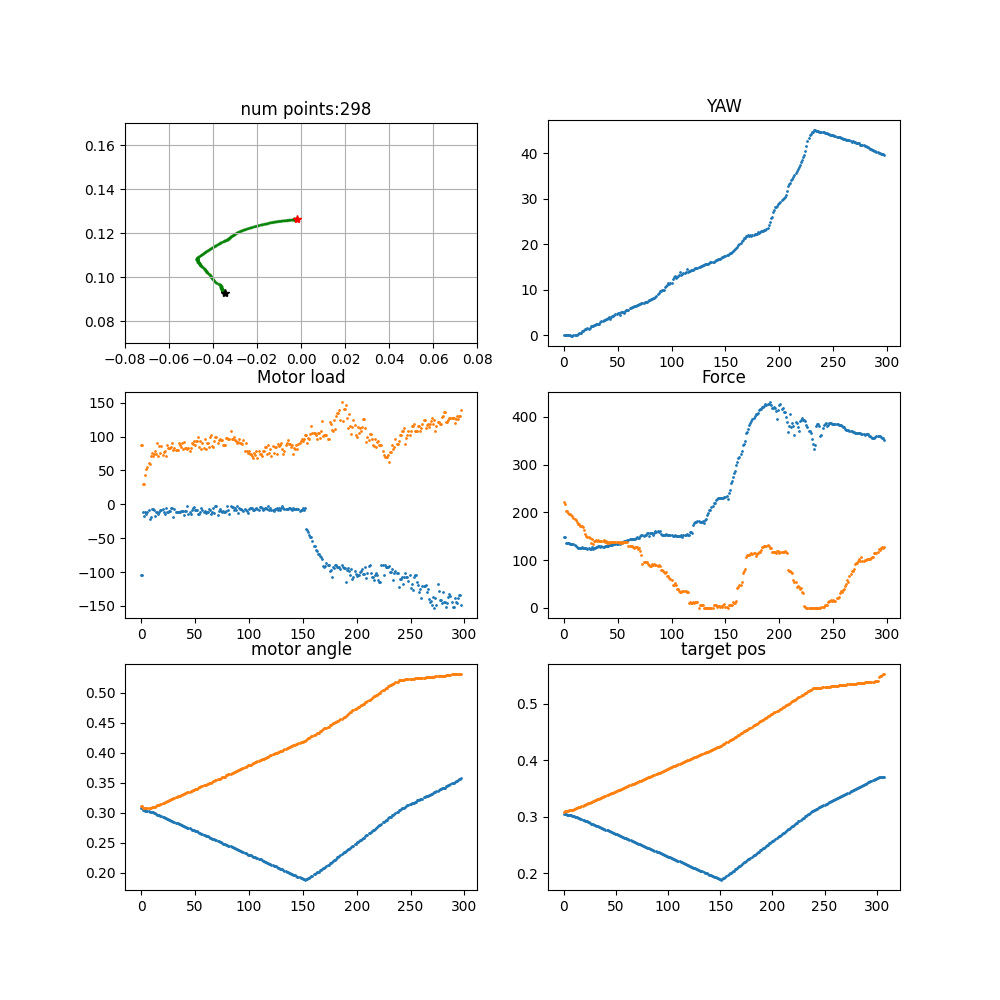 num points:298
0.16
0.14
0.12
0.10
0.08
−0.08 −0.06 −0.04 −0.02 0.00 0.02 0.04 0.06 0.08
YAW
40
30
20
10
0
0 50 100 150 200 250 300
Motor load
150
100
50
0
−50
−100
−150
0 50 100 150 200 250 300
Force
400
300
200
100
0
0 50 100 150 200 250 300
motor angle
0.50
0.45
0.40
0.35
0.30
0.25
0.20
0 50 100 150 200 250 300
target pos
0.5
0.4
0.3
0.2
0 50 100 150 200 250 300